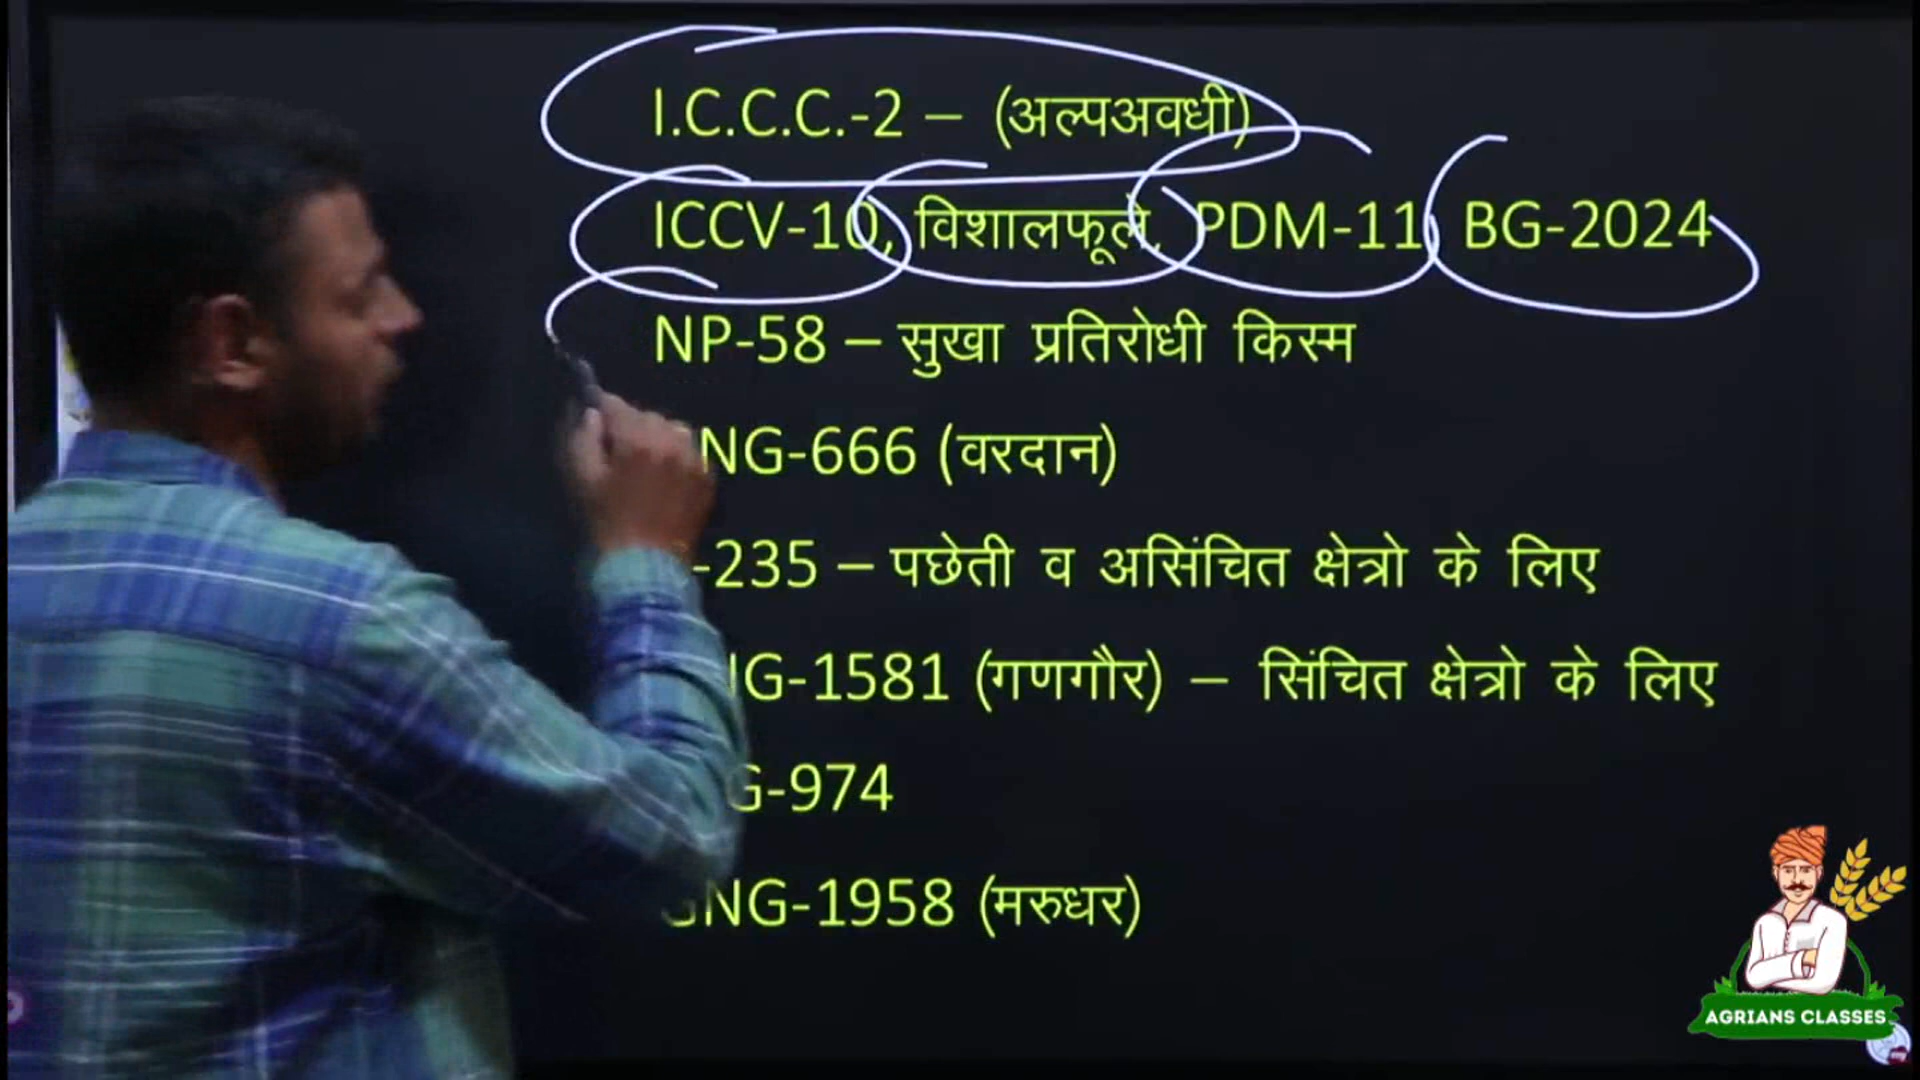 I.C.C.C.-2 – (अल्पअवधी)
ICCV-10, विशालफूले, PDM-11, BG-2024
NP-58 – सुखा प्रतिरोधी किस्म
NG-666 (वरदान)
-235 – पछेती व असिंचित क्षेत्रो के लिए
NG-1581 (गणगौर) – सिंचित क्षेत्रो के लिए
G-974
GNG-1958 (मरुधर)
AGRIANS CLASSES